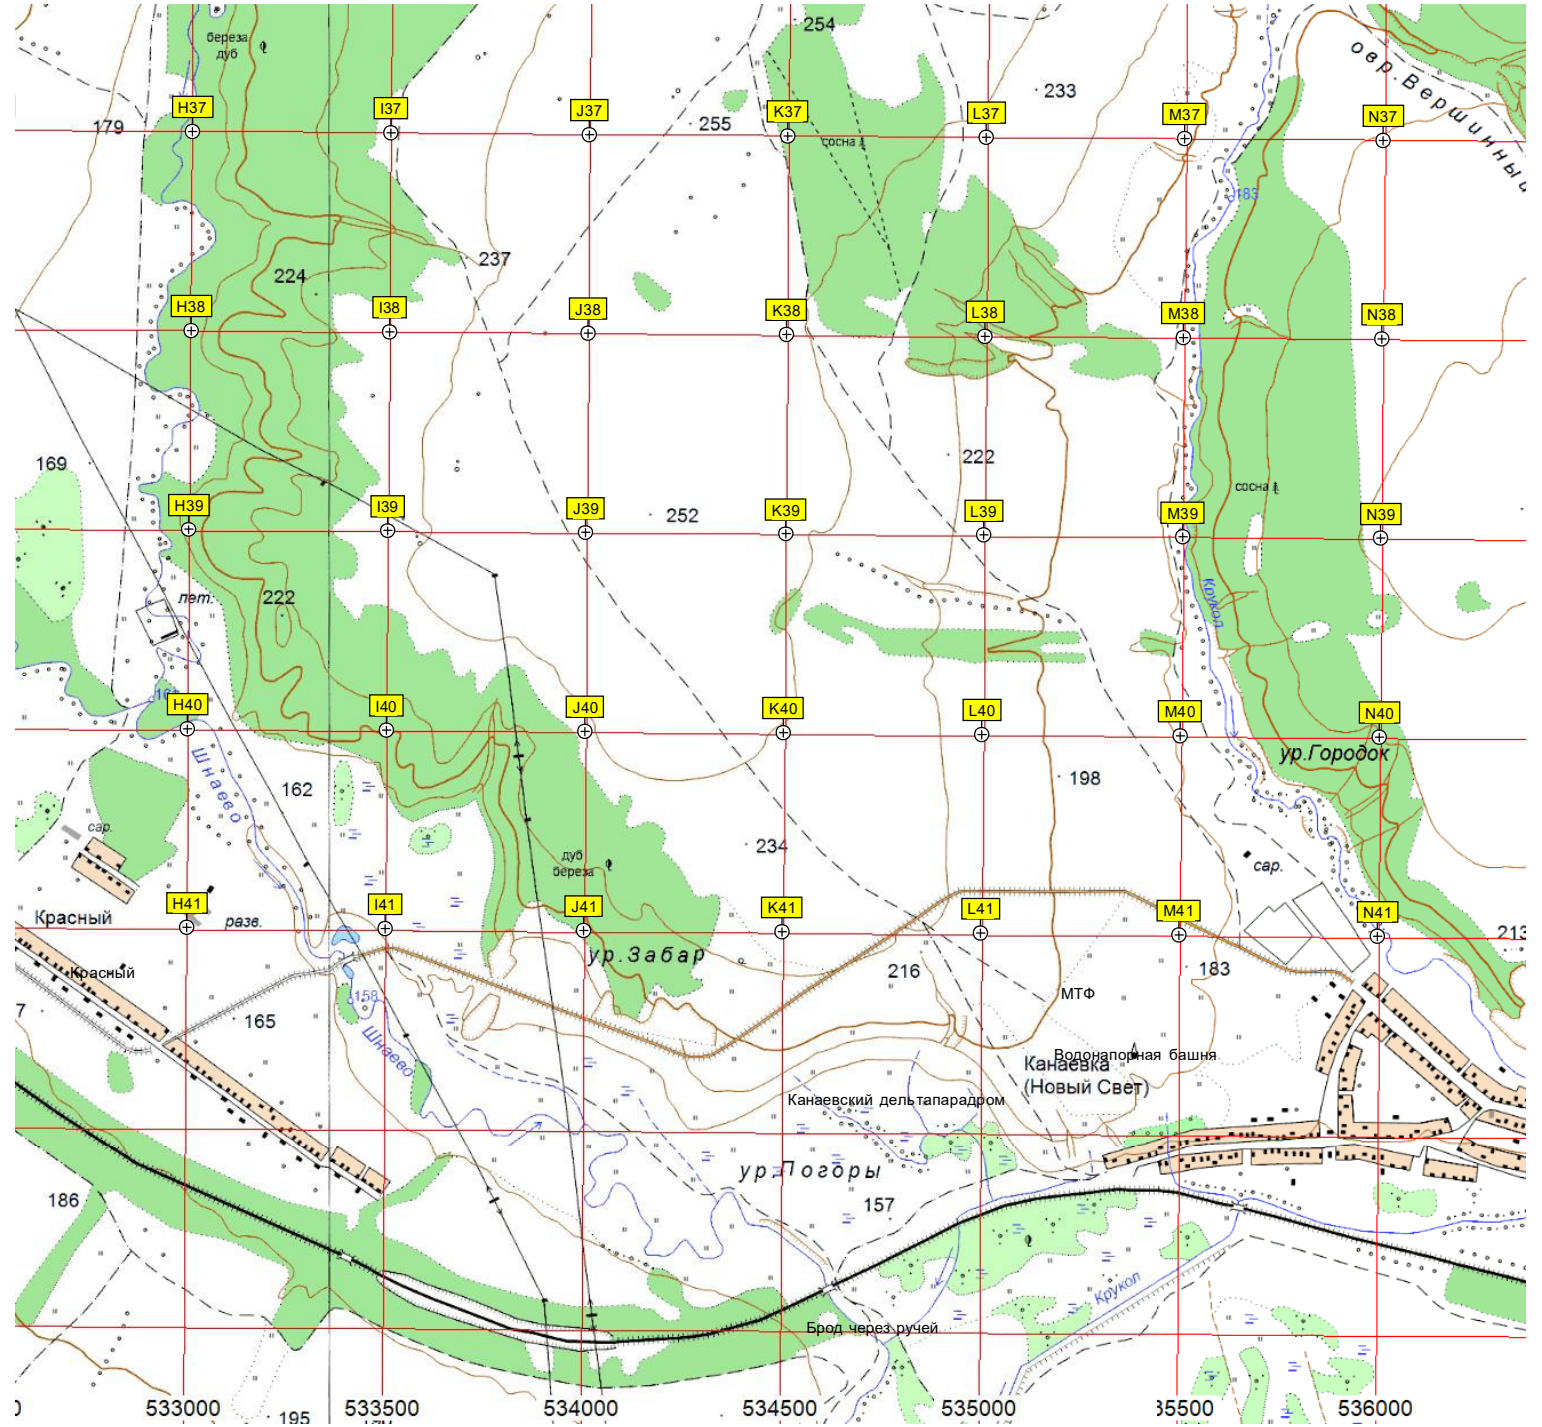 254
береза
дуб
овр. Вершинный
233
H37
I37
J37
K37
L37
M37
N37
179
255
сосна
183
237
224
H38
I38
J38
K38
L38
M38
N38
169
222
сосна
H39
I39
J39
K39
L39
M39
N39
252
лет.
222
Крукол
H40
I40
J40
K40
L40
M40
N40
ур.Городок
Шнаево
162
198
сар.
234
дуб
береза
сар.
H41
I41
J41
K41
L41
M41
N41
Красный
разв.
213
ур.Забар
Красный
216
183
158
МТФ
7
165
Шнаево
Водонапорная башня
Канаевка
(Новый Свет)
Канаевский дельтапарадром
ур.Погоры
186
157
Крукол
Брод через ручей
0
533000
533500
534000
534500
535000
35500
536000
195